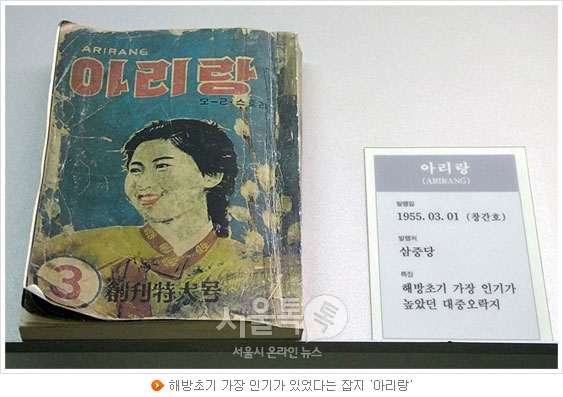 ARIRANG
아리랑
오-ㄹ·스토리
3
創刊特大号
아리랑
(ARIRANG)
발행일
1955. 03. 01 (창간호)
발행처
삼중당
특징
해방초기 가장 인기가
높았던 대중오락지
서울톡톡
서울시 온라인 뉴스
해방초기 가장 인기가 있었다는 잡지 '아리랑'